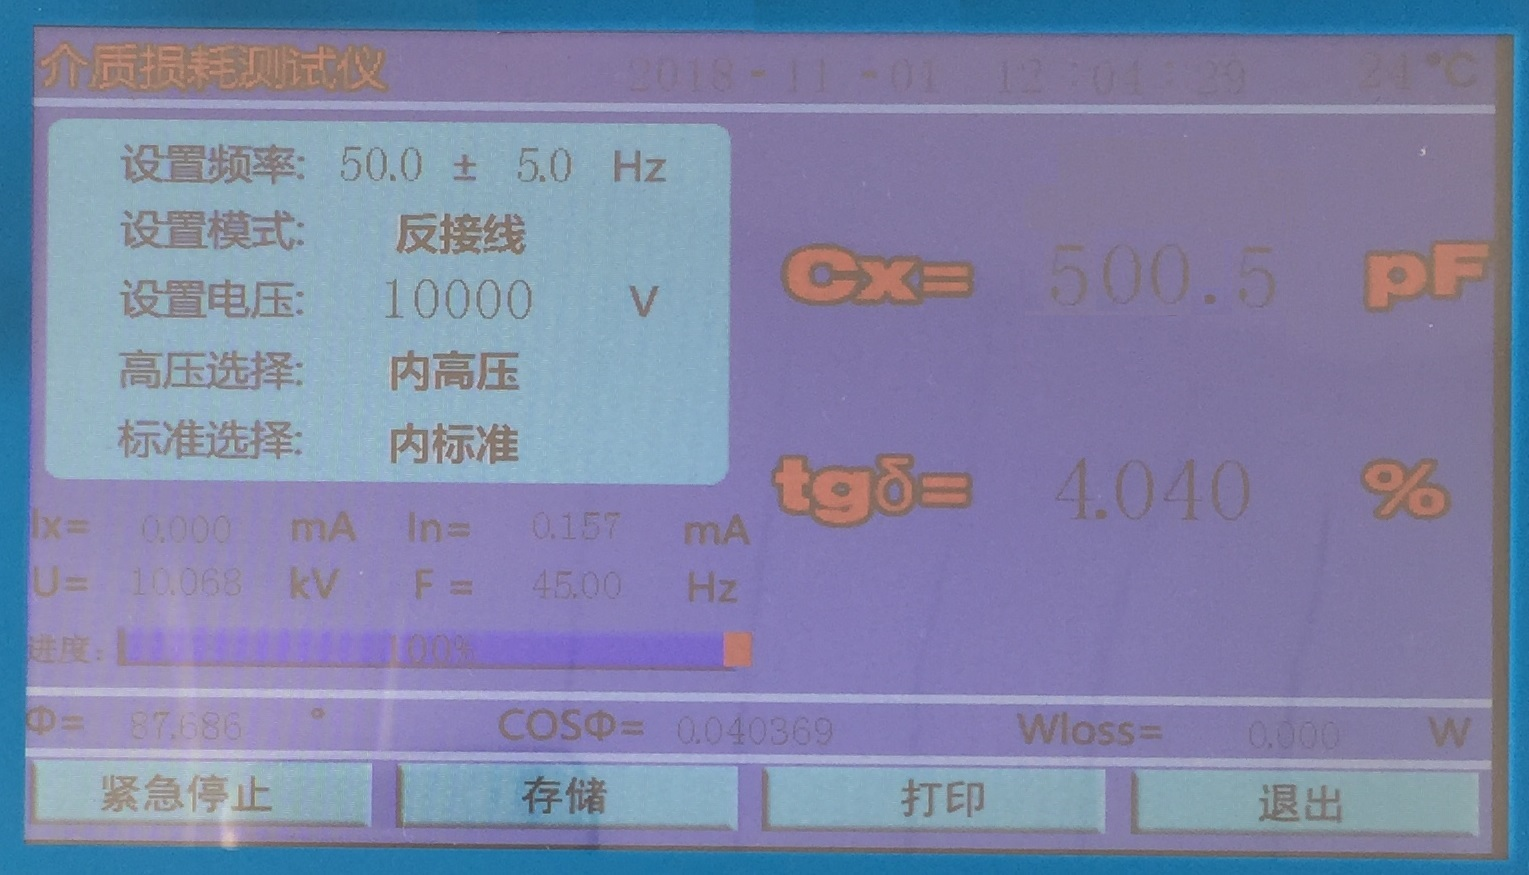 介质损耗测试仪 2018-11-01 12:04:29 24°C
设置频率: 50.0 ± 5.0 Hz
设置模式: 反接线
设置电压: 10000 V
高压选择: 内高压
标准选择: 内标准
Cx= 500.5 pF
tgδ= 4.040 %
Ix= 0.000 mA In= 0.157 mA
U= 10.068 kV F= 45.00 Hz
进度: 100%
Φ= 87.686 ° COSΦ= 0.040369 Wloss= 0.000 W
紧急停止 存储 打印 退出